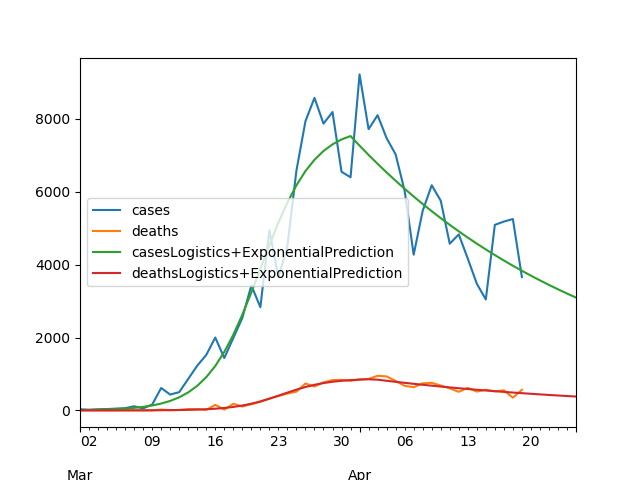 8000
6000
4000
2000
0
cases
deaths
casesLogistics+ExponentialPrediction
deathsLogistics+ExponentialPrediction
02 09 16 23 30 06 13 20
Mar Apr